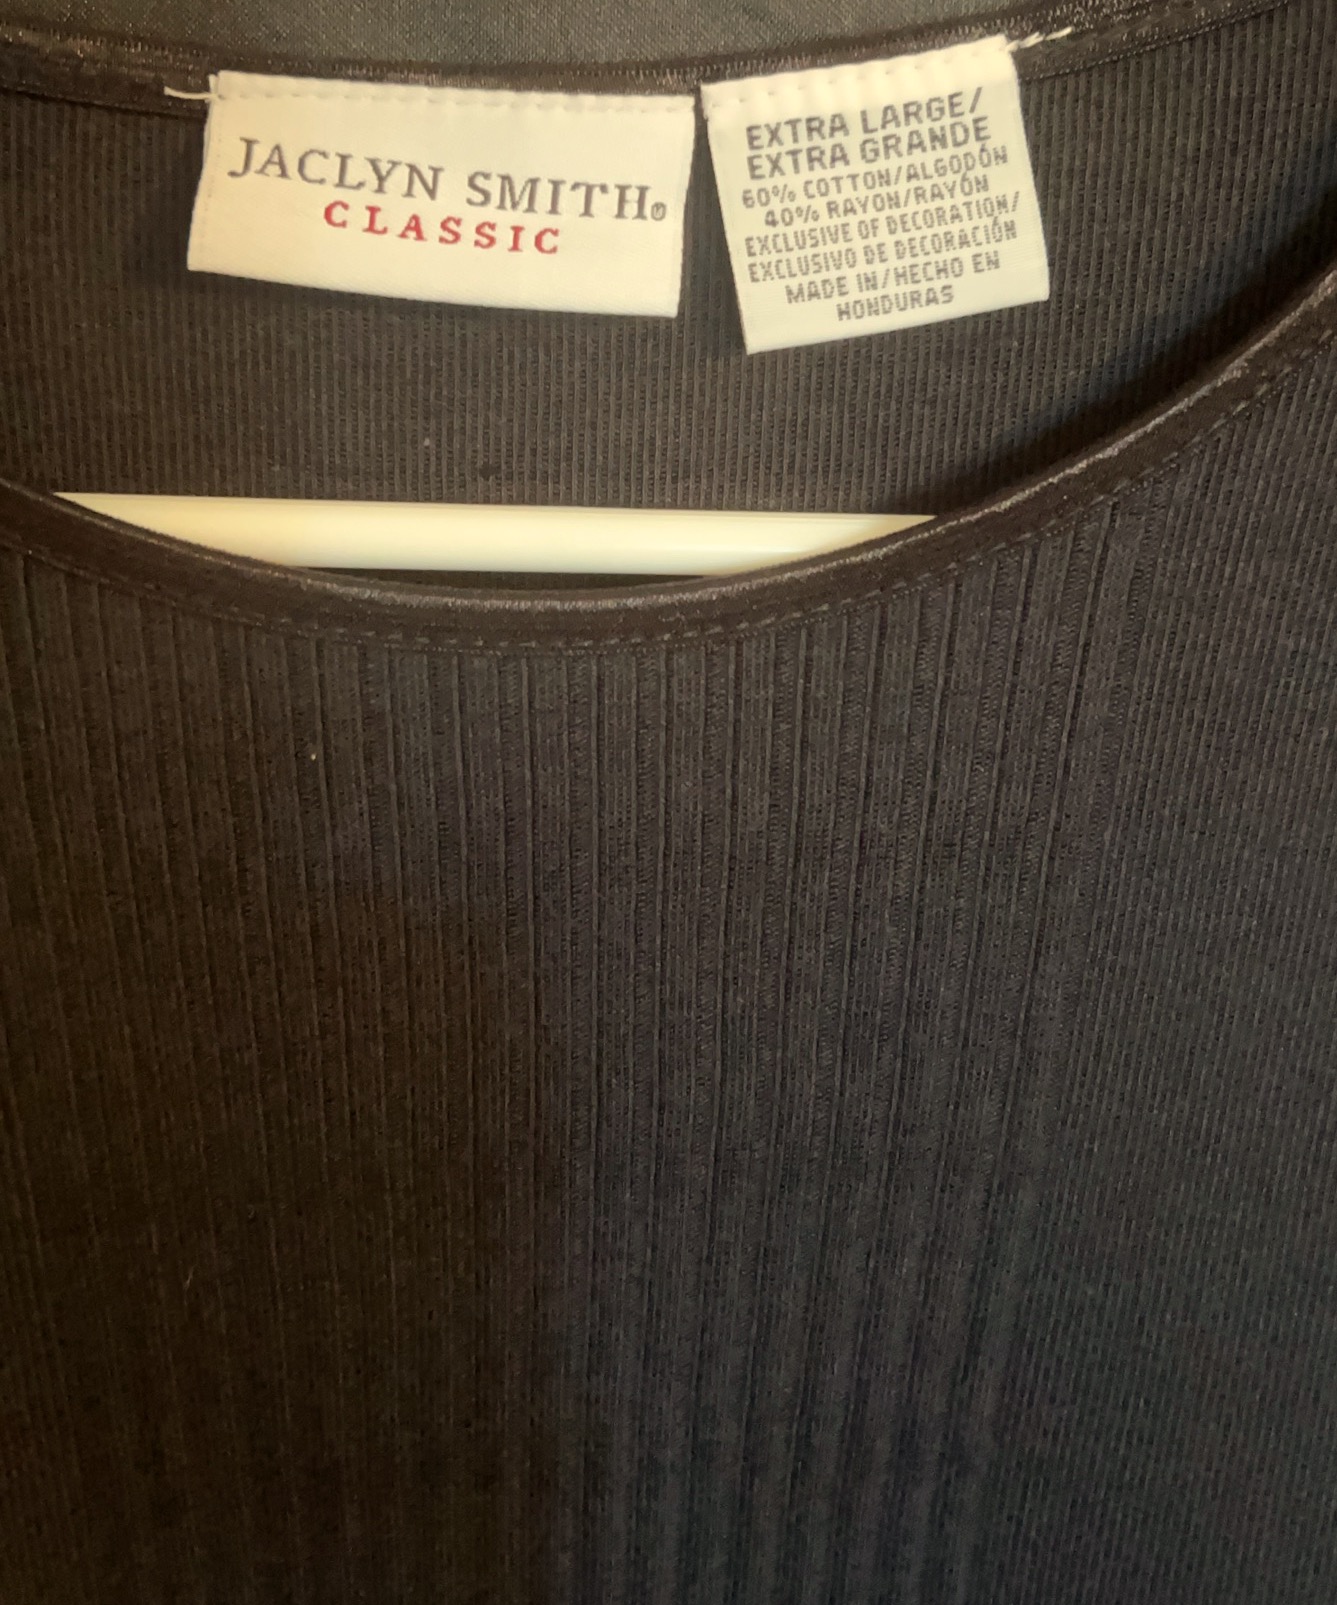 JACLYN SMITH®
CLASSIC
EXTRA LARGE/
EXTRA GRANDE
60% COTTON/ALGODÓN
40% RAYON/RAYÓN
EXCLUSIVE OF DECORATION/
EXCLUSIVO DE DECORACIÓN
MADE IN/HECHO EN
HONDURAS